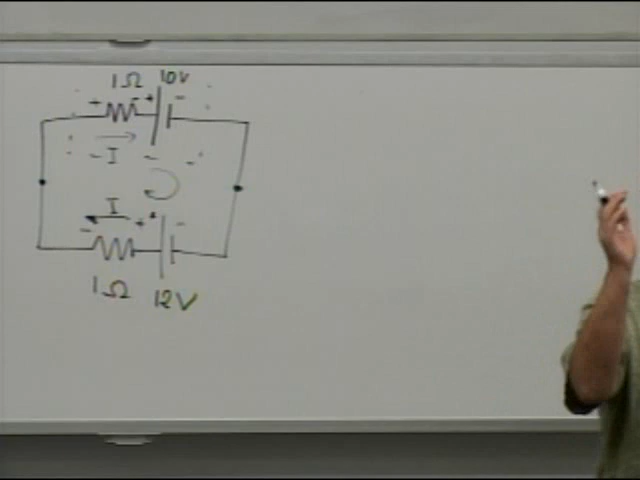 1Ω 10V
+ - + -
- I
I
- + + -
1Ω 12V